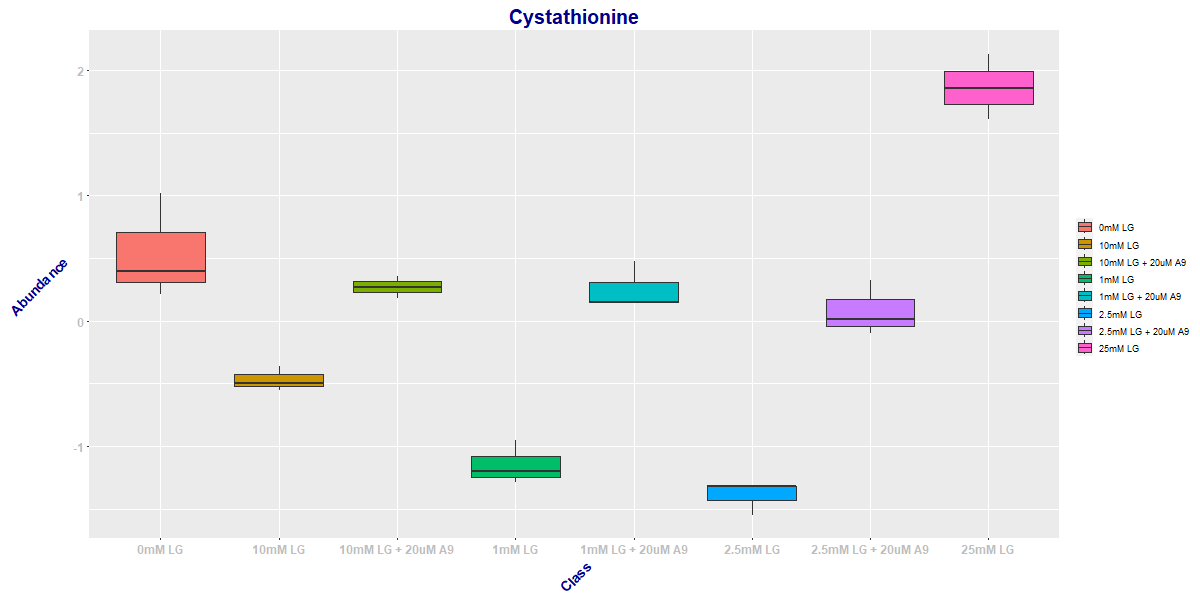 Cystathionine
Abundance
2
1
0
-1
0mM LG
10mM LG
10mM LG + 20uM A9
1mM LG
1mM LG + 20uM A9
2.5mM LG
2.5mM LG + 20uM A9
25mM LG
Class
0mM LG
10mM LG
10mM LG + 20uM A9
1mM LG
1mM LG + 20uM A9
2.5mM LG
2.5mM LG + 20uM A9
25mM LG